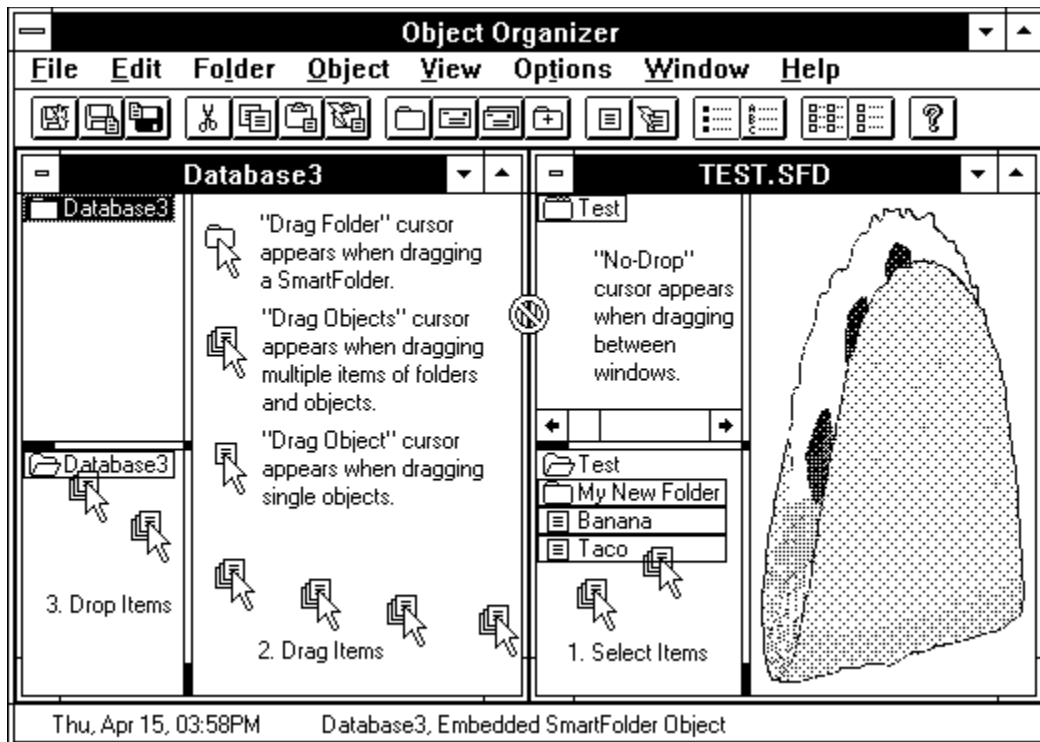 Object Organizer
File Edit Folder Object View Options Window Help
Database3
Database3
"Drag Folder" cursor
appears when dragging
a SmartFolder.
"Drag Objects" cursor
appears when dragging
multiple items of folders
and objects.
"Drag Object" cursor
appears when dragging
single objects.
Database3
3. Drop Items
2. Drag Items
TEST.SFD
Test
"No-Drop"
cursor appears
when dragging
between
windows.
Test
My New Folder
Banana
Taco
1. Select Items
Thu, Apr 15, 03:58PM Database3, Embedded SmartFolder Object